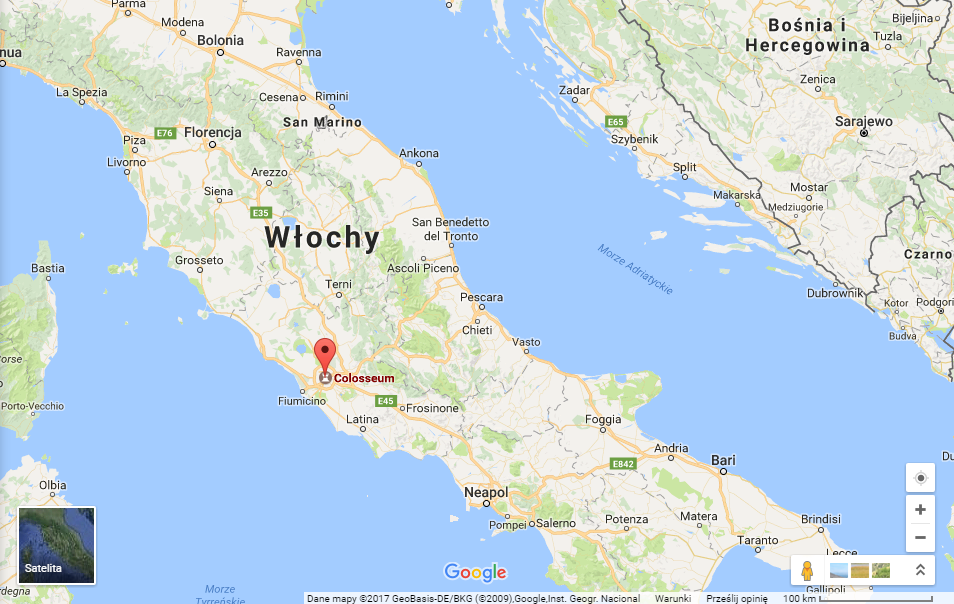 Parma
Modena
Bolonia
Ravenna
La Spezia
Cesena
Rimini
San Marino
E76
Florencja
Piza
Livorno
Arezzo
Ankona
Siena
E35
San Benedetto
del Tronto
Włochy
Grosseto
Ascoli Piceno
Bastia
Terni
Pescara
Chieti
Vasto
Colosseum
Fiumicino
E45
Frosinone
Latina
Porto-Vecchio
Foggia
Andria
Bari
E842
Olbia
Neapol
Pompei
Salerno
Potenza
Matera
Brindisi
Taranto
Lecce
Gallipoli
Zadar
E65
Szybenik
Split
Makarska
Bośnia i
Hercegowina
Bijeljina
Tuzla
Zenica
Sarajewo
Mostar
Medziugorie
Czarno
Dubrownik
Kotor
Podgori
Budva
Morze Adriatyckie
Morze
Tyrreńskie
Satelita
Google
Dane mapy ©2017 GeoBasis-DE/BKG (©2009),Google,Inst. Geogr. Nacional
Warunki
Prześlij opinię
100 km